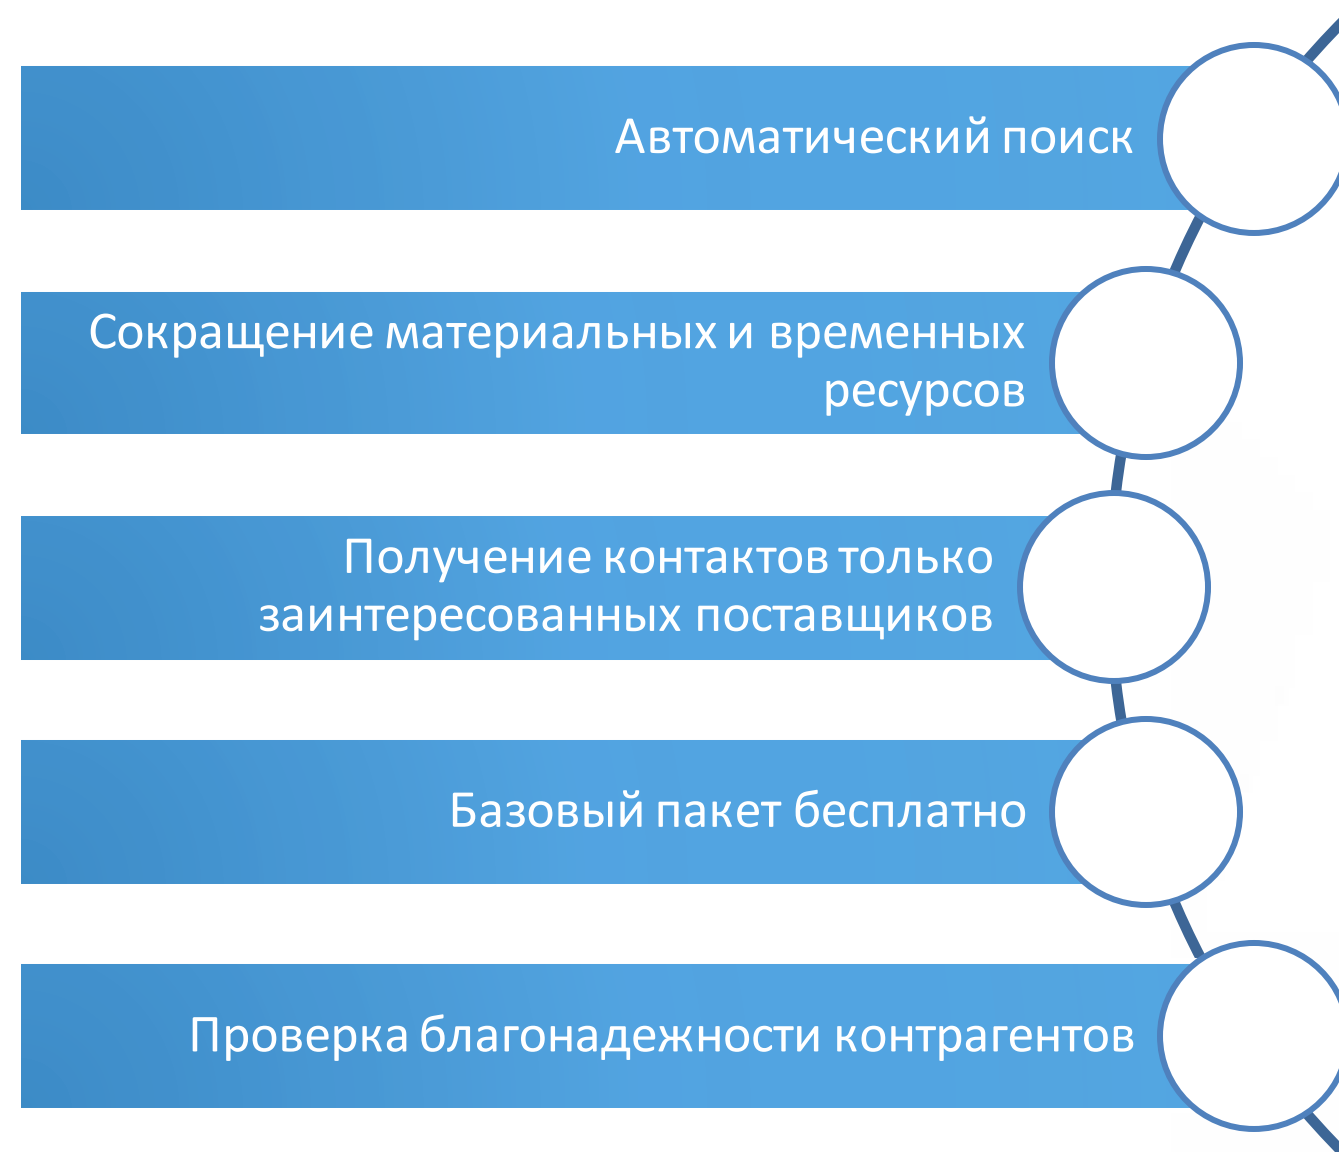 Автоматический поиск
Сокращение материальных и временных
ресурсов
Получение контактов только
заинтересованных поставщиков
Базовый пакет бесплатно
Проверка благонадежности контрагентов